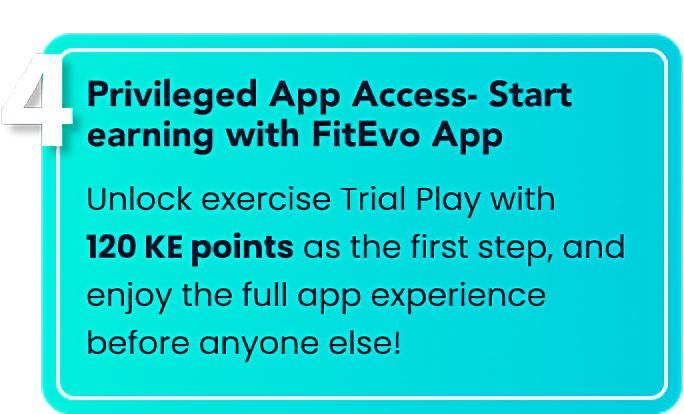 4
Privileged App Access- Start
earning with FitEvo App
Unlock exercise Trial Play with
120 KE points as the first step, and
enjoy the full app experience
before anyone else!